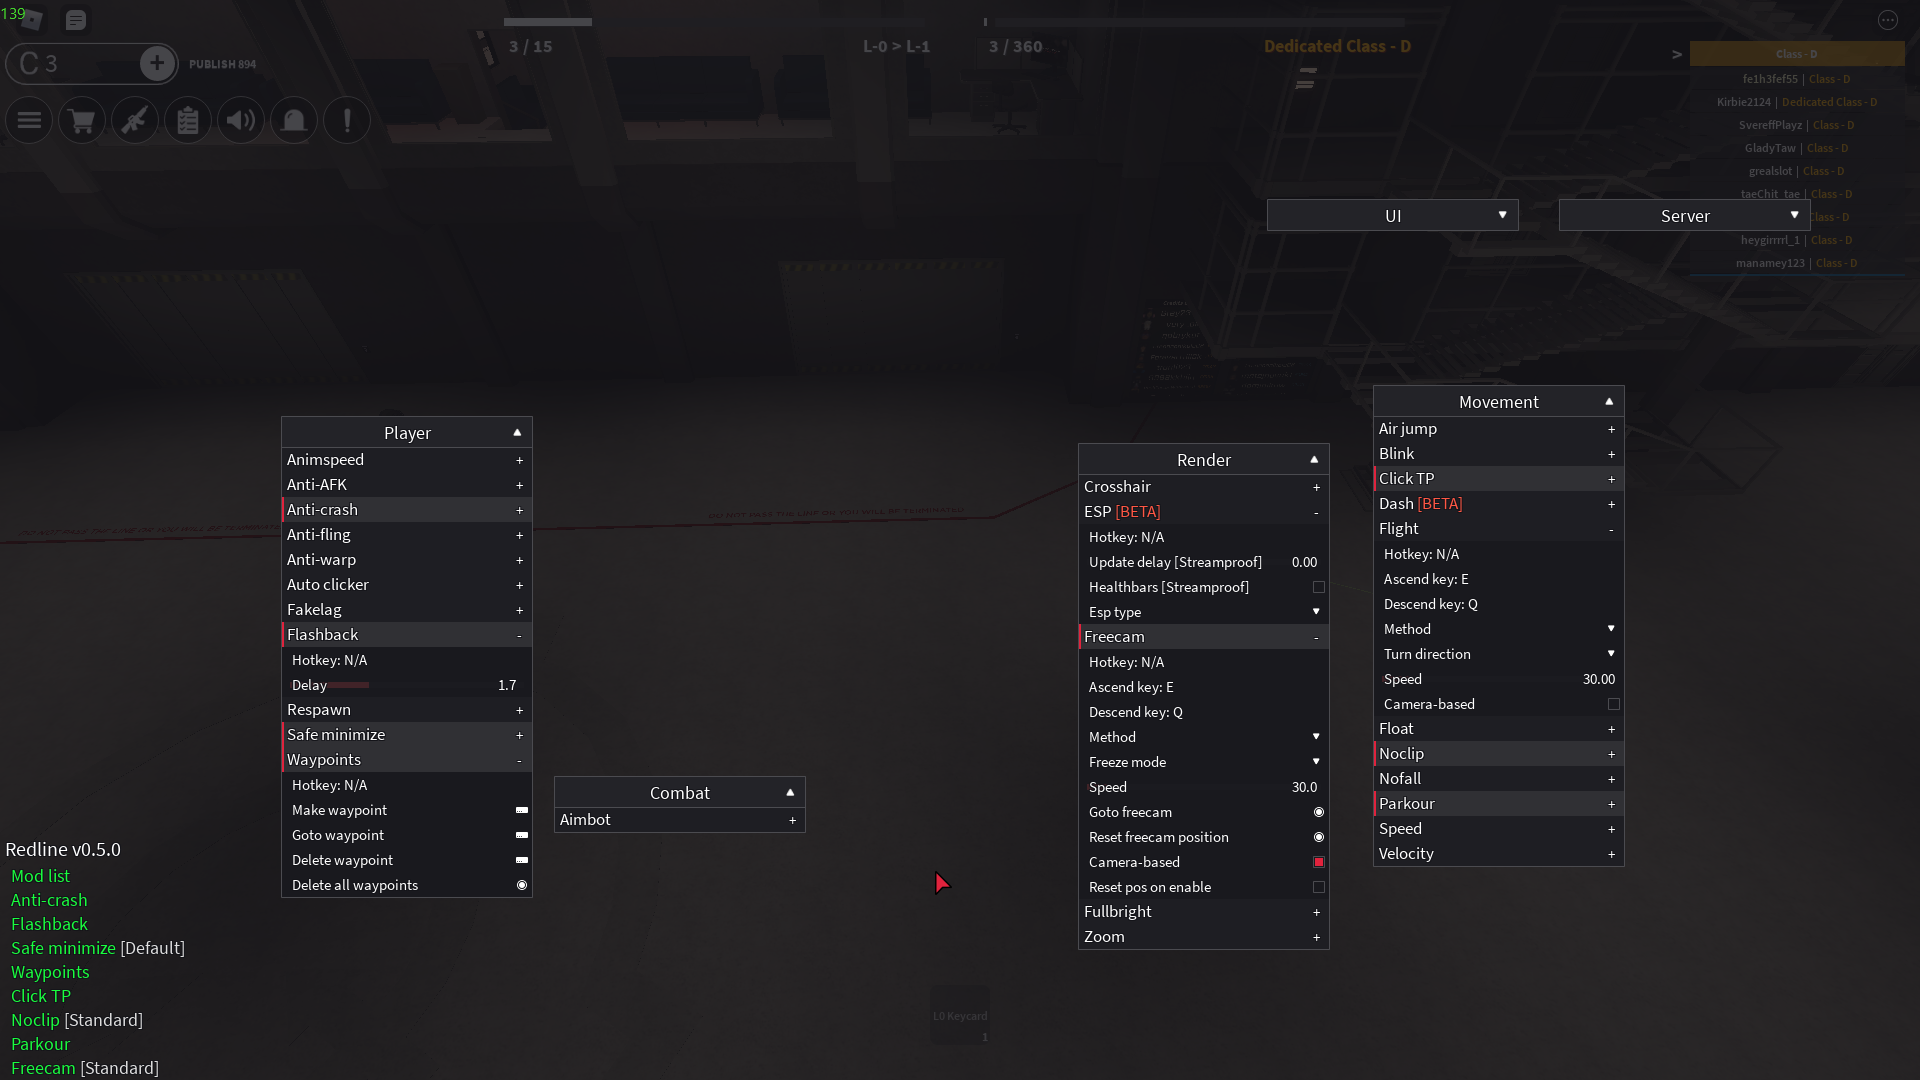 139
C 3
+
PUBLISH 894
3 / 15
L-0 > L-1
3 / 360
Dedicated Class - D
>
Class - D
fe1h3fef55 | Class - D
Kirbie2124 | Dedicated Class - D
SvereffPlayz | Class - D
GladyTaw | Class - D
grealslot | Class - D
taeChit_tae | Class - D
Class - D
heygirrrrl_1 | Class - D
manamey123 | Class - D
UI
Server
Player
Animspeed +
Anti-AFK +
Anti-crash +
Anti-fling +
Anti-warp +
Auto clicker +
Fakelag +
Flashback -
Hotkey: N/A
Delay 1.7
Respawn +
Safe minimize +
Waypoints -
Hotkey: N/A
Make waypoint ...
Goto waypoint ...
Delete waypoint ...
Delete all waypoints
Combat
Aimbot +
Render
Crosshair +
ESP [BETA] -
Hotkey: N/A
Update delay [Streamproof] 0.00
Healthbars [Streamproof]
Esp type
Freecam -
Hotkey: N/A
Ascend key: E
Descend key: Q
Method
Freeze mode
Speed 30.0
Goto freecam
Reset freecam position
Camera-based
Reset pos on enable
Fullbright +
Zoom +
Movement
Air jump +
Blink +
Click TP +
Dash [BETA] +
Flight -
Hotkey: N/A
Ascend key: E
Descend key: Q
Method
Turn direction
Speed 30.00
Camera-based
Float +
Noclip +
Nofall +
Parkour +
Speed +
Velocity +
Redline v0.5.0
Mod list
Anti-crash
Flashback
Safe minimize [Default]
Waypoints
Click TP
Noclip [Standard]
Parkour
Freecam [Standard]
L0 Keycard
1